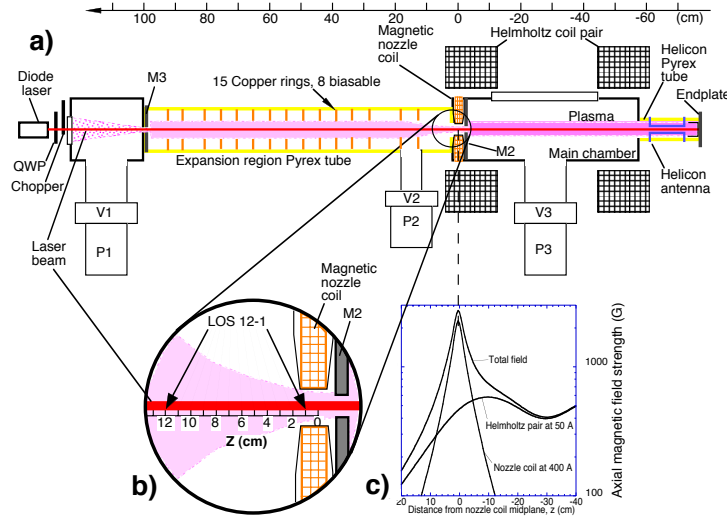 100 80 60 40 20 0 -20 -40 -60 (cm)
a)
Magnetic
nozzle
coil
Helmholtz coil pair
Helicon
Pyrex
tube
Endplate
Diode
laser
M3
15 Copper rings, 8 biasable
Plasma
QWP
Chopper
Expansion region Pyrex tube
M2
Main chamber
Helicon
antenna
V1
V2
V3
P1
P2
P3
Laser
beam
Magnetic
nozzle
coil
M2
LOS 12-1
12 10 8 6 4 2 0
Z (cm)
b)
c)
Total field
Helmholtz pair at 50 A
Nozzle coil at 400 A
1000
100
Axial magnetic field strength (G)
20 10 0 -10 -20 -30 -40
Distance from nozzle coil midplane, z (cm)